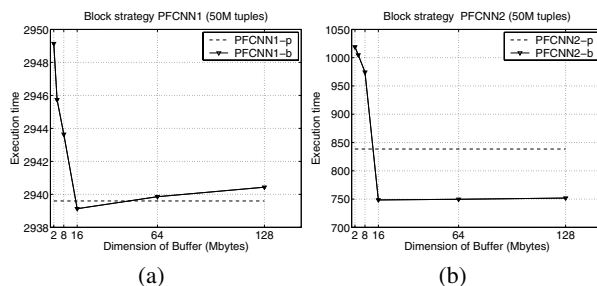 Block strategy PFCNN1 (50M tuples)
2950
2948
2946
2944
2942
2940
2938
Execution time
PFCNN1-p
PFCNN1-b
2 8 16 64 128
Dimension of Buffer (Mbytes)
(a)
Block strategy PFCNN2 (50M tuples)
1050
1000
950
900
850
800
750
700
Execution time
PFCNN2-p
PFCNN2-b
2 8 16 64 128
Dimension of Buffer (Mbytes)
(b)